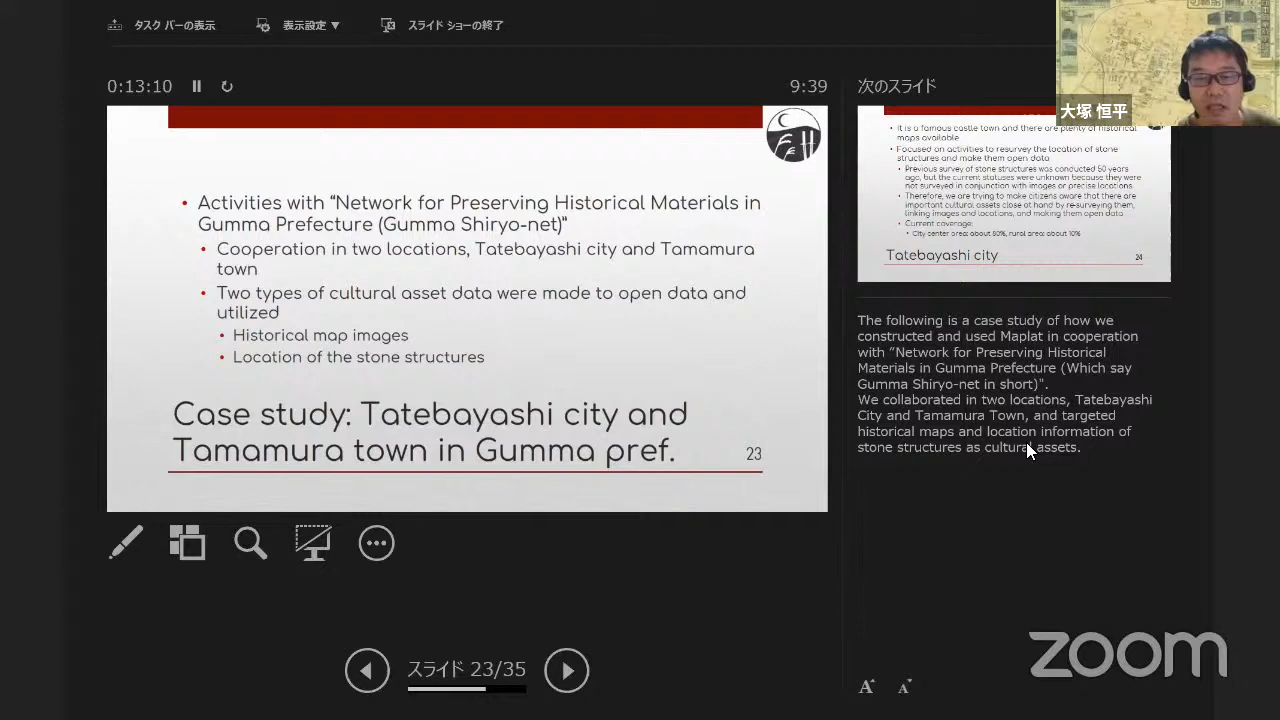 タスク バーの表示
表示設定 ▼
スライド ショーの終了
大塚 恒平
0:13:10
9:39
次のスライド
• Activities with “Network for Preserving Historical Materials in
Gumma Prefecture (Gumma Shiryo-net)”
• Cooperation in two locations, Tatebayashi city and Tamamura
town
• Two types of cultural asset data were made to open data and
utilized
• Historical map images
• Location of the stone structures
Case study: Tatebayashi city and
Tamamura town in Gumma pref.
23
• It is a famous castle town and there are plenty of historical
maps available
• Focused on activities to resurvey the location of stone
structures and make them open data
• Previous survey of stone structures was conducted 50 years
ago, but the current statuses were unknown because they were
not surveyed in conjunction with images or precise locations.
• Therefore, we are trying to make citizens aware that there are
important cultural assets close at hand by re-surveying them,
linking images and locations, and making them open data
• Current coverage:
• City center area: about 80%, rural area: about 10%
Tatebayashi city
24
The following is a case study of how we
constructed and used Maplat in cooperation
with “Network for Preserving Historical
Materials in Gumma Prefecture (Which say
Gumma Shiryo-net in short)".
We collaborated in two locations, Tatebayashi
City and Tamamura Town, and targeted
historical maps and location information of
stone structures as cultural assets.
スライド 23/35
A A
zoom